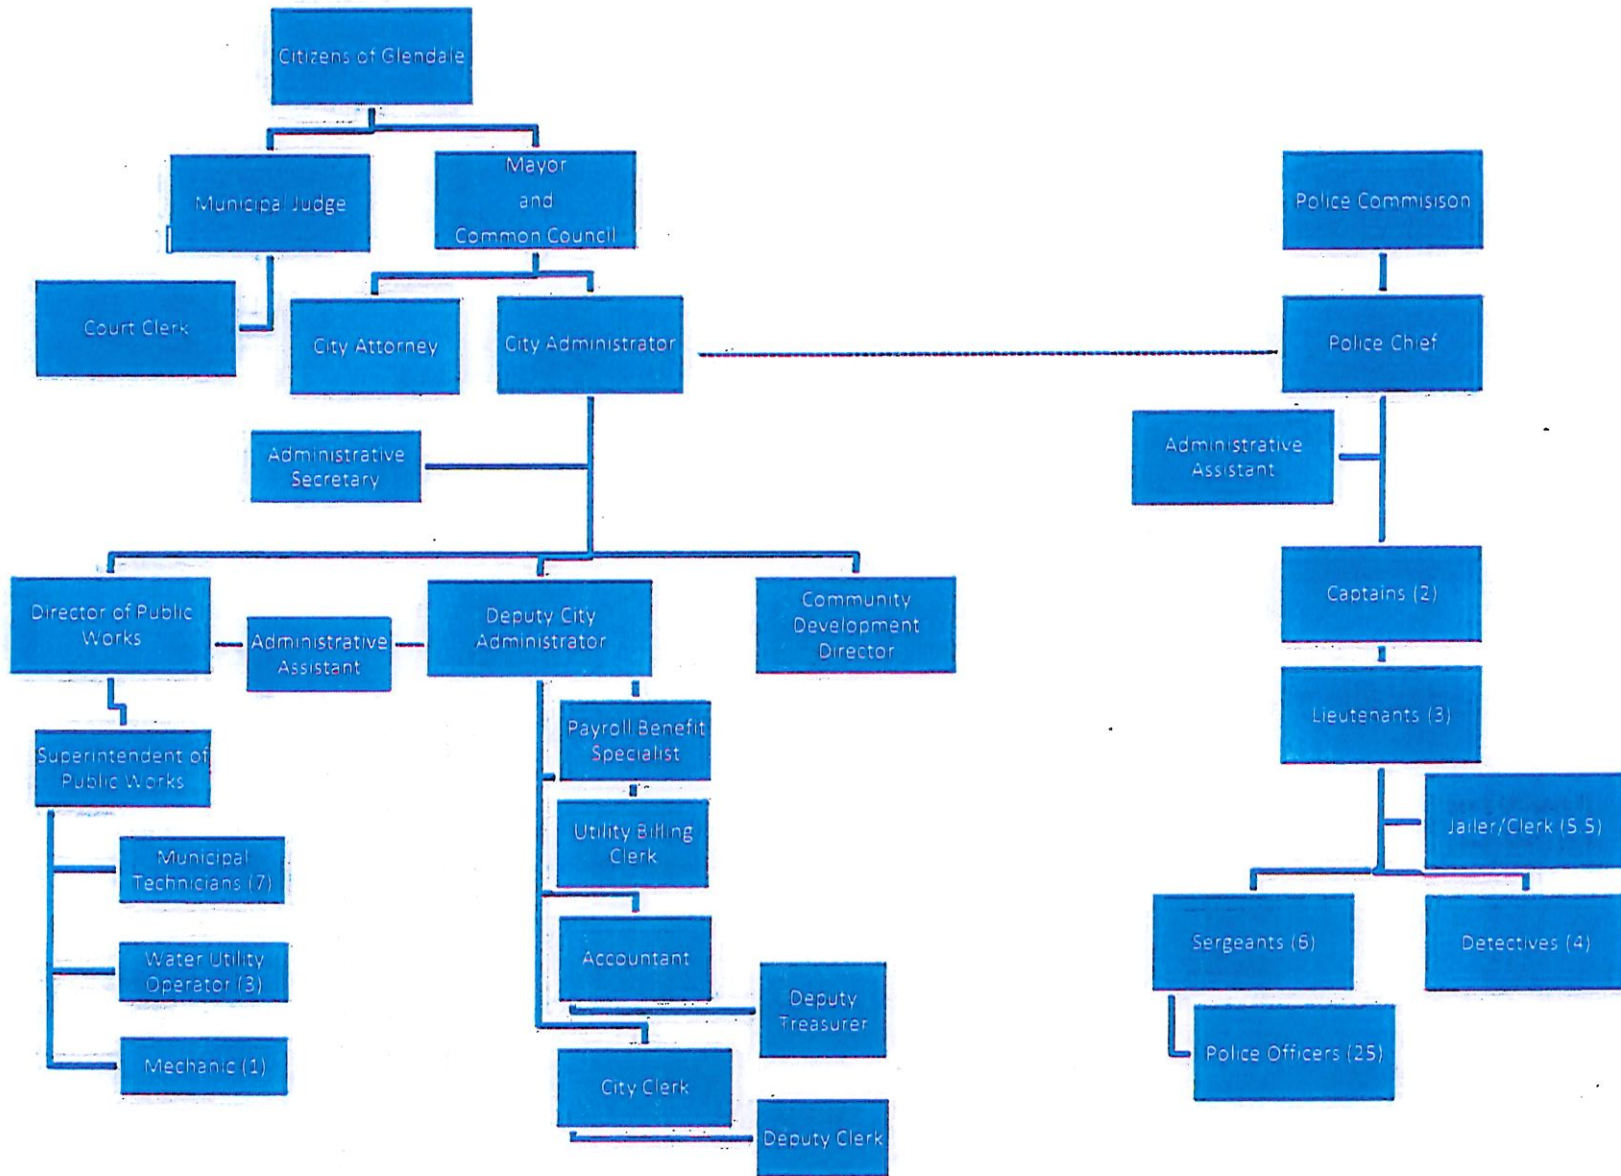 Citizens of Glendale
Municipal Judge
Mayor
and
Common Council
Police Commisison
Court Clerk
City Attorney
City Administrator
Police Chief
Administrative
Secretary
Administrative
Assistant
Director of Public
Works
Administrative
Assistant
Deputy City
Administrator
Community
Development
Director
Captains (2)
Superintendent of
Public Works
Payroll Benefit
Specialist
Lieutenants (3)
Municipal
Technicians (7)
Utility Billing
Clerk
Jailer/Clerk (5.5)
Water Utility
Operator (3)
Accountant
Sergeants (6)
Detectives (4)
Deputy
Treasurer
Mechanic (1)
City Clerk
Police Officers (25)
Deputy Clerk